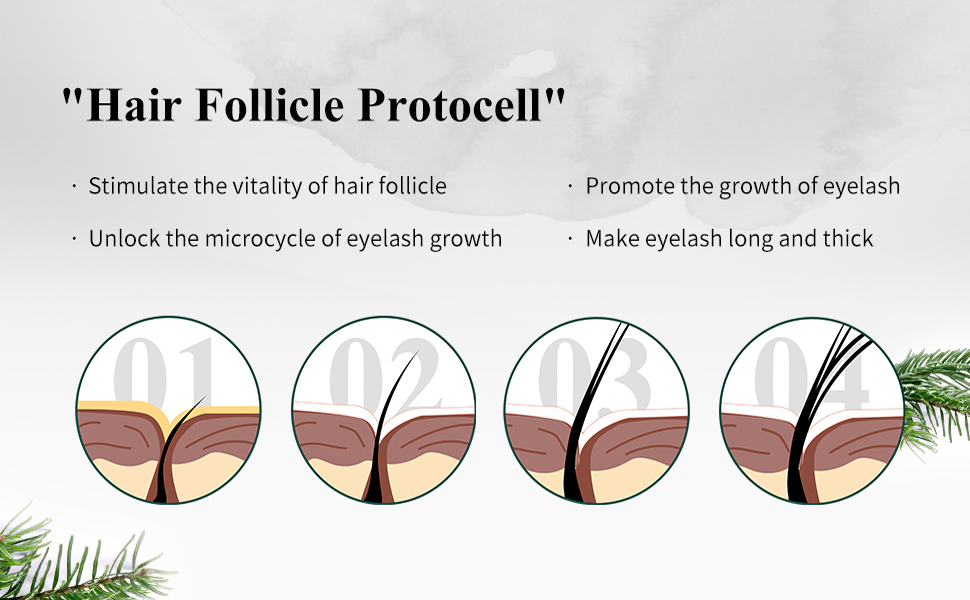 "Hair Follicle Protocell"
· Stimulate the vitality of hair follicle
· Promote the growth of eyelash
· Unlock the microcycle of eyelash growth
· Make eyelash long and thick
01
02
03
04